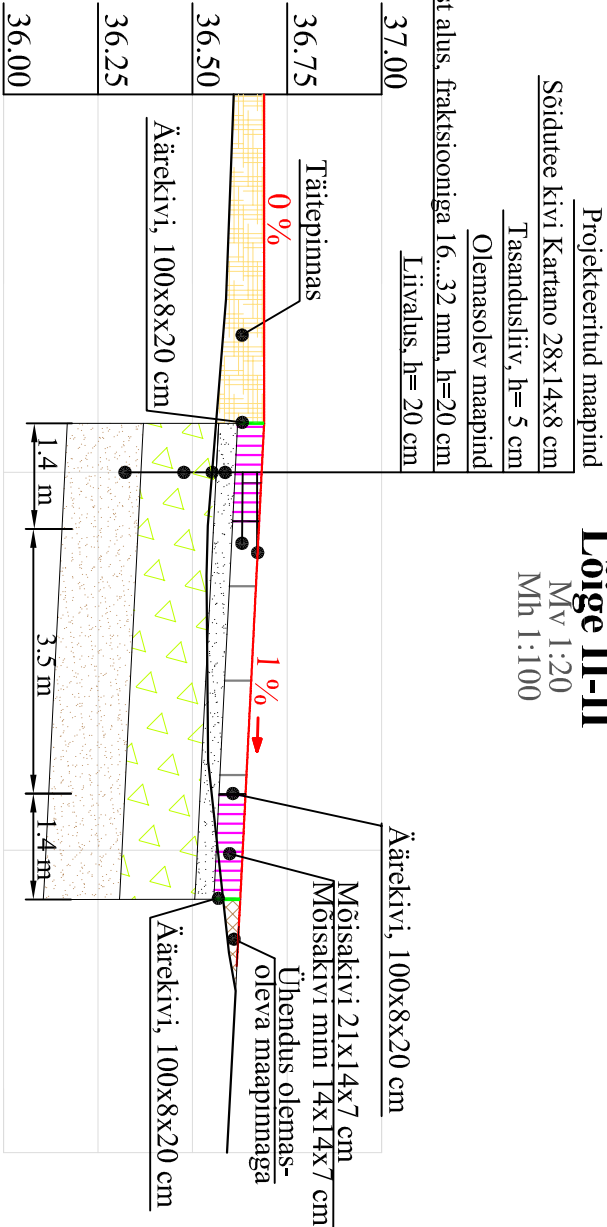 Lõige II-II
Mv 1:20
Mh 1:100
Projekteeritud maapind
Sõidutee kivi Kartano 28x14x8 cm
Tasandusliiv, h= 5 cm
Olemasolev maapind
alus, fraktsiooniga 16...32 mm, h=20 cm
Liivalus, h= 20 cm
37.00
36.75
36.50
36.25
36.00
Täitepinnas
0 %
Äärekivi, 100x8x20 cm
1 %
Äärekivi, 100x8x20 cm
Mõisakivi 21x14x7 cm
Mõisakivi mini 14x14x7 cm
Ühendus olemas-
oleva maapinnaga
Äärekivi, 100x8x20 cm
1.4 m
3.5 m
1.4 m